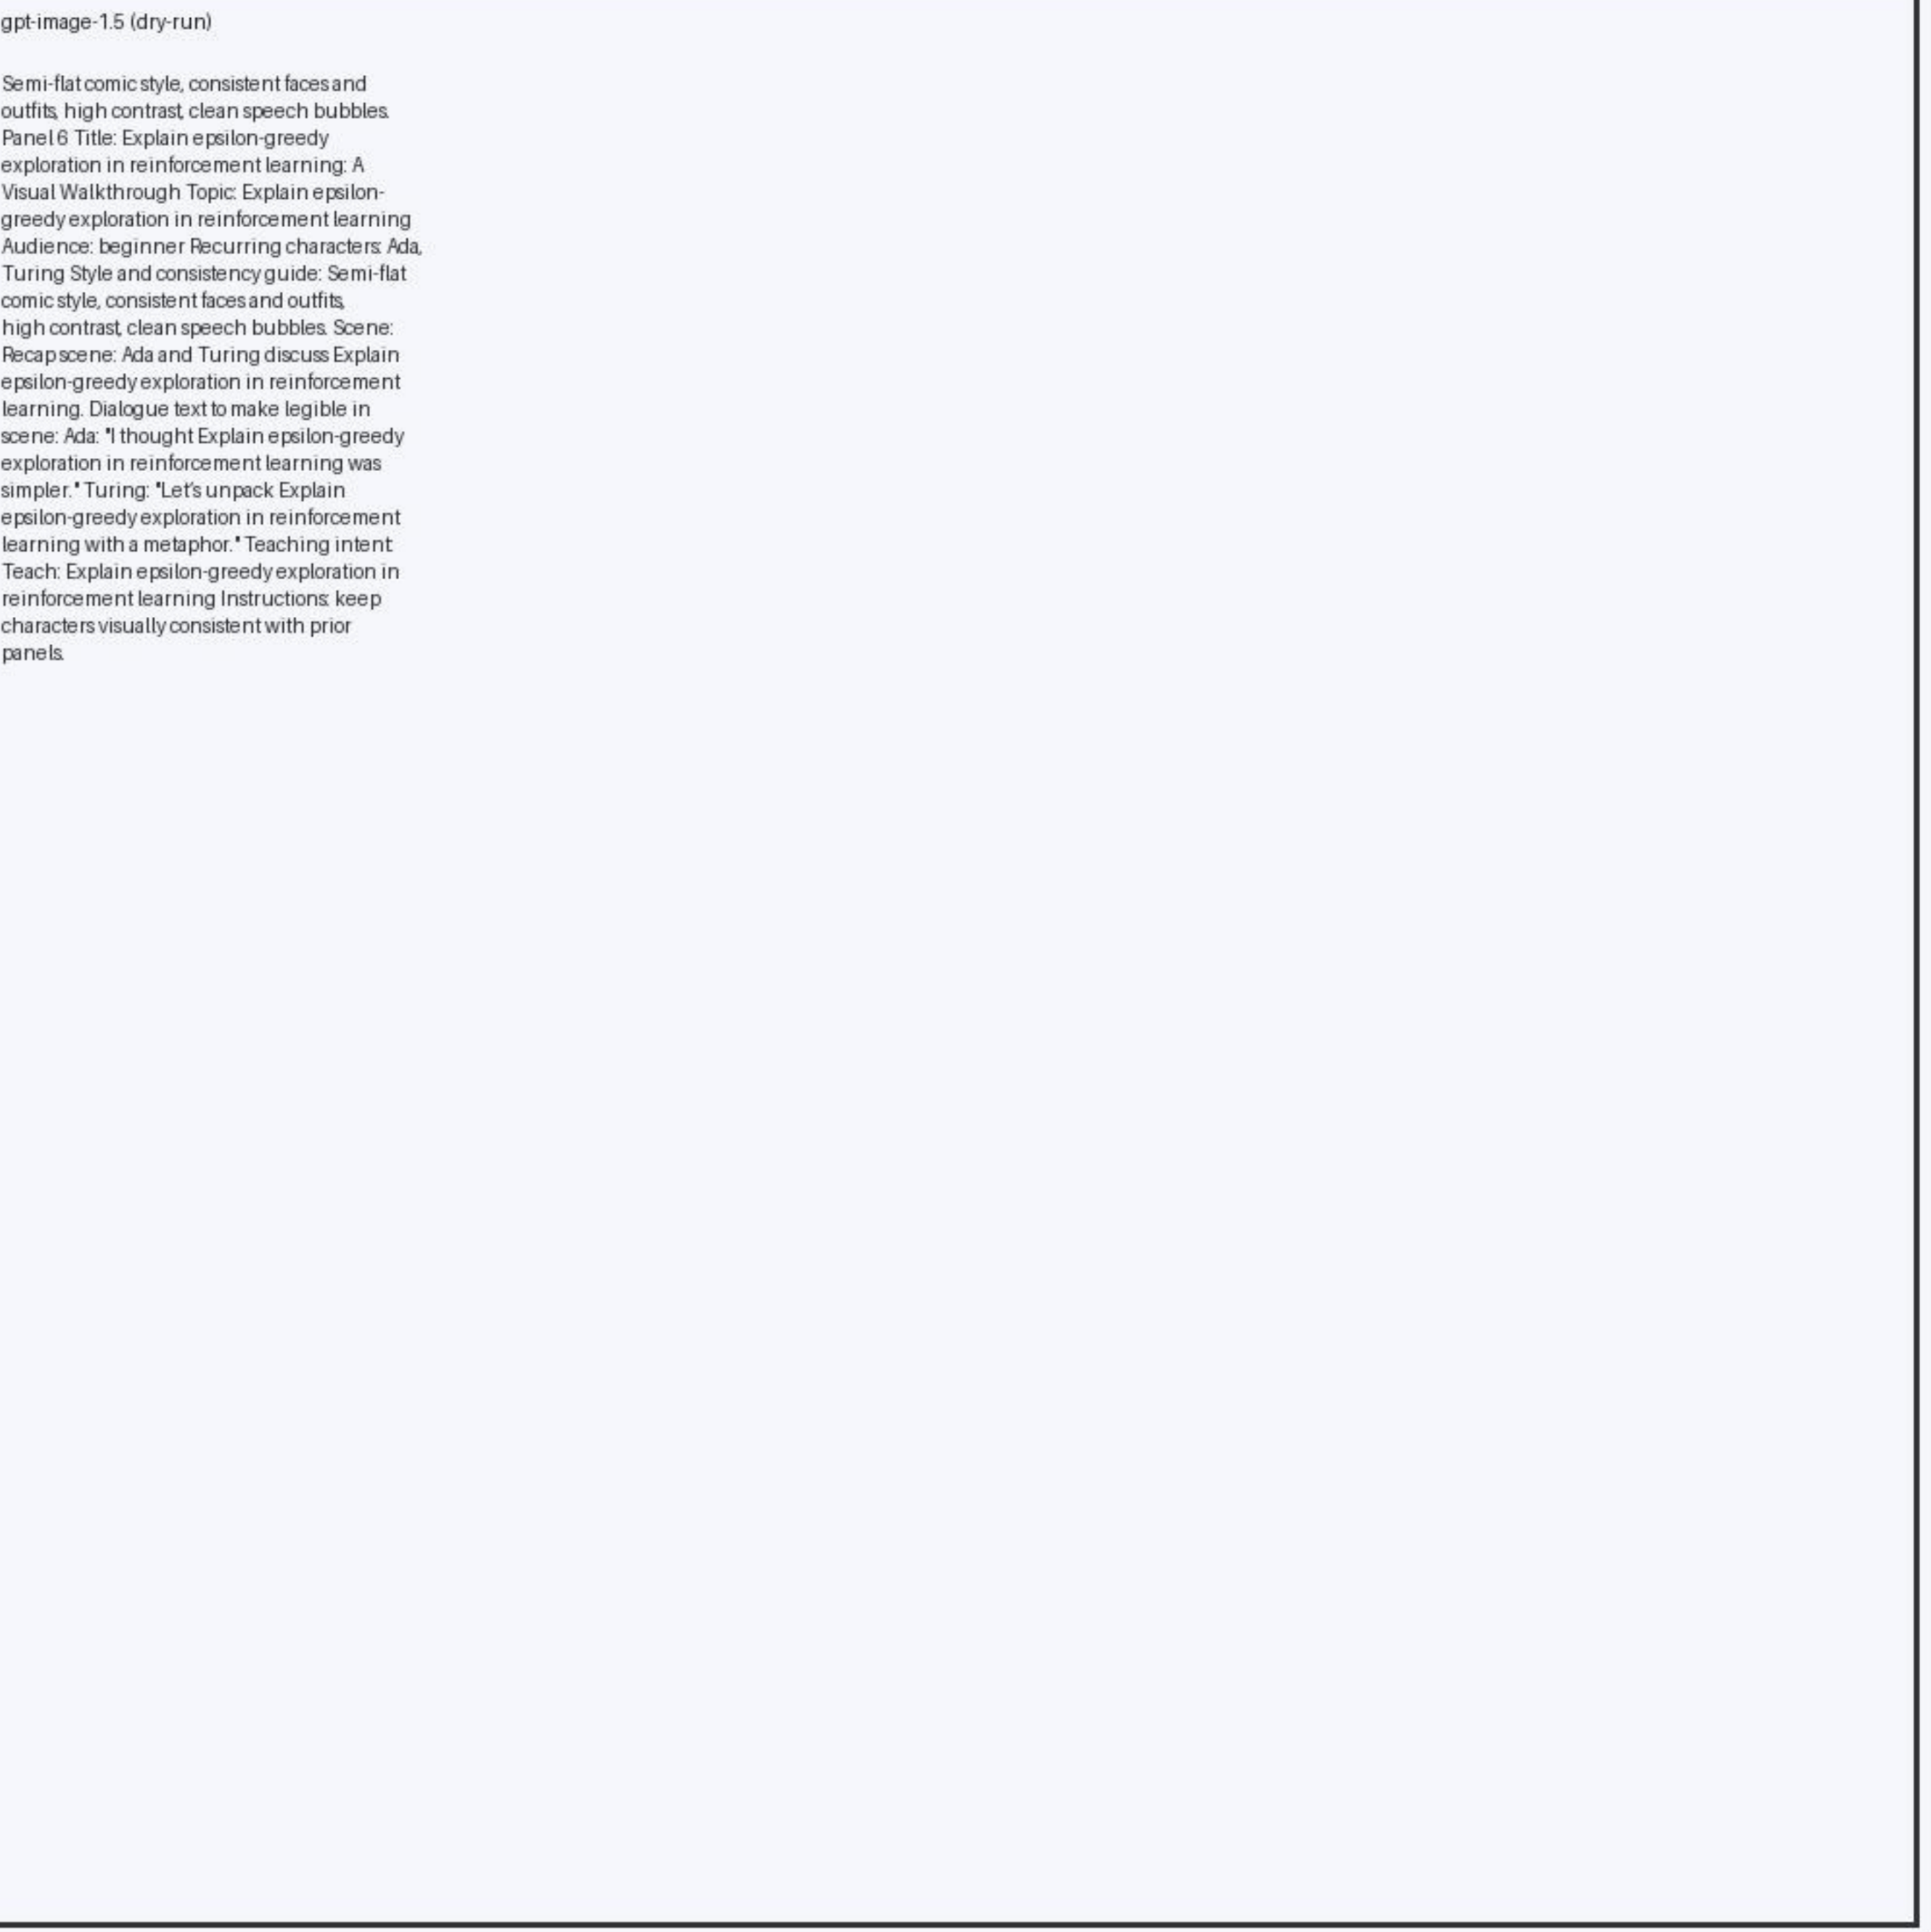 gpt-image-1.5 (dry-run)
Semi-flat comic style, consistent faces and
outfits, high contrast, clean speech bubbles.
Panel 6 Title: Explain epsilon-greedy
exploration in reinforcement learning: A
Visual Walkthrough Topic: Explain epsilon-
greedy exploration in reinforcement learning
Audience: beginner Recurring characters: Ada,
Turing Style and consistency guide: Semi-flat
comic style, consistent faces and outfits,
high contrast, clean speech bubbles. Scene:
Recap scene: Ada and Turing discuss Explain
epsilon-greedy exploration in reinforcement
learning. Dialogue text to make legible in
scene: Ada: "I thought Explain epsilon-greedy
exploration in reinforcement learning was
simpler." Turing: "Let's unpack Explain
epsilon-greedy exploration in reinforcement
learning with a metaphor." Teaching intent:
Teach: Explain epsilon-greedy exploration in
reinforcement learning Instructions: keep
characters visually consistent with prior
panels.